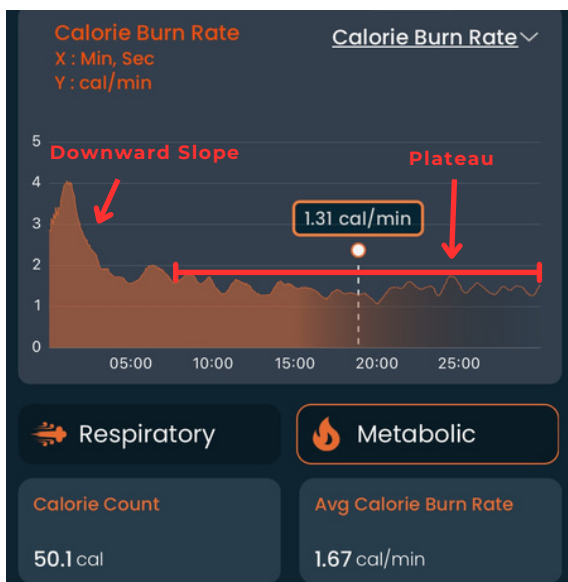 Calorie Burn Rate
Calorie Burn Rate
X : Min, Sec
Y : cal/min
5
Downward Slope
Plateau
4
3
1.31 cal/min
2
1
0
05:00 10:00 15:00 20:00 25:00
Respiratory
Metabolic
Calorie Count
Avg Calorie Burn Rate
50.1 cal
1.67 cal/min